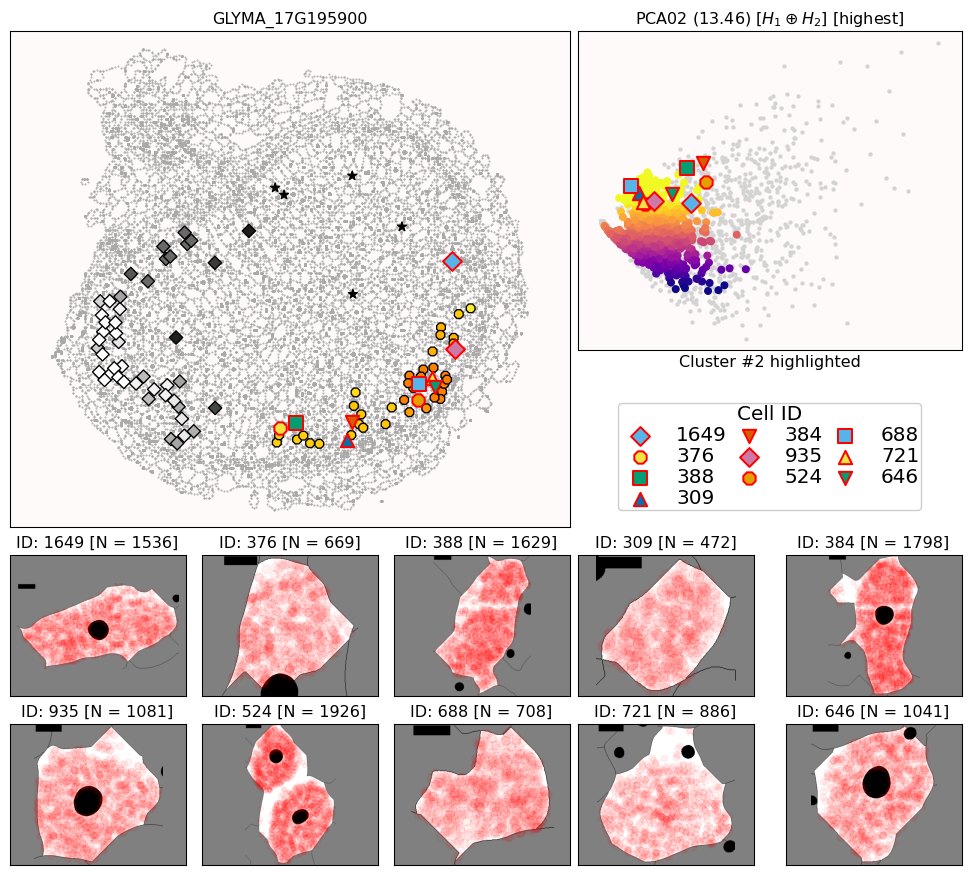 GLYMA_17G195900
PCA02 (13.46) [H₁ ⊕ H₂] [highest]
Cluster #2 highlighted
Cell ID
1649 384 688
376 935 721
388 524 646
309
ID: 1649 [N = 1536] ID: 376 [N = 669] ID: 388 [N = 1629] ID: 309 [N = 472] ID: 384 [N = 1798]
ID: 935 [N = 1081] ID: 524 [N = 1926] ID: 688 [N = 708] ID: 721 [N = 886] ID: 646 [N = 1041]